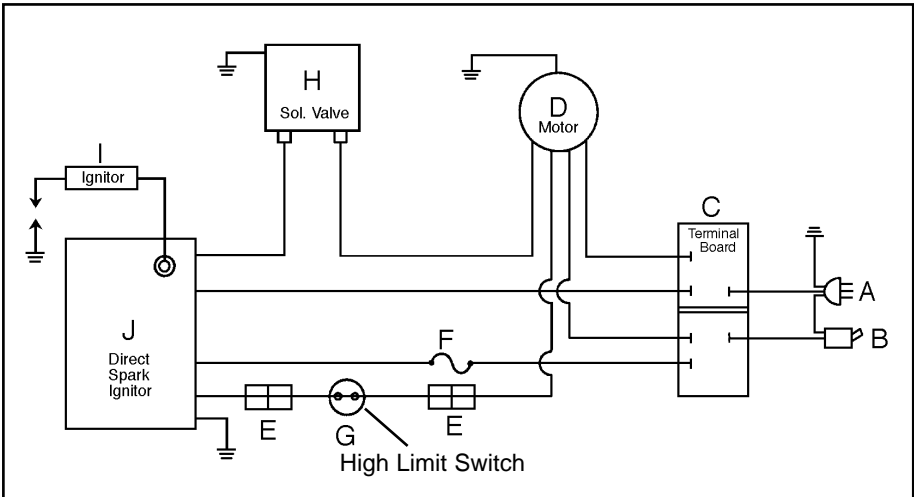 H
Sol. Valve
D
Motor
I
Ignitor
C
Terminal
Board
A
B
J
Direct
Spark
Ignitor
F
E
G
E
High Limit Switch